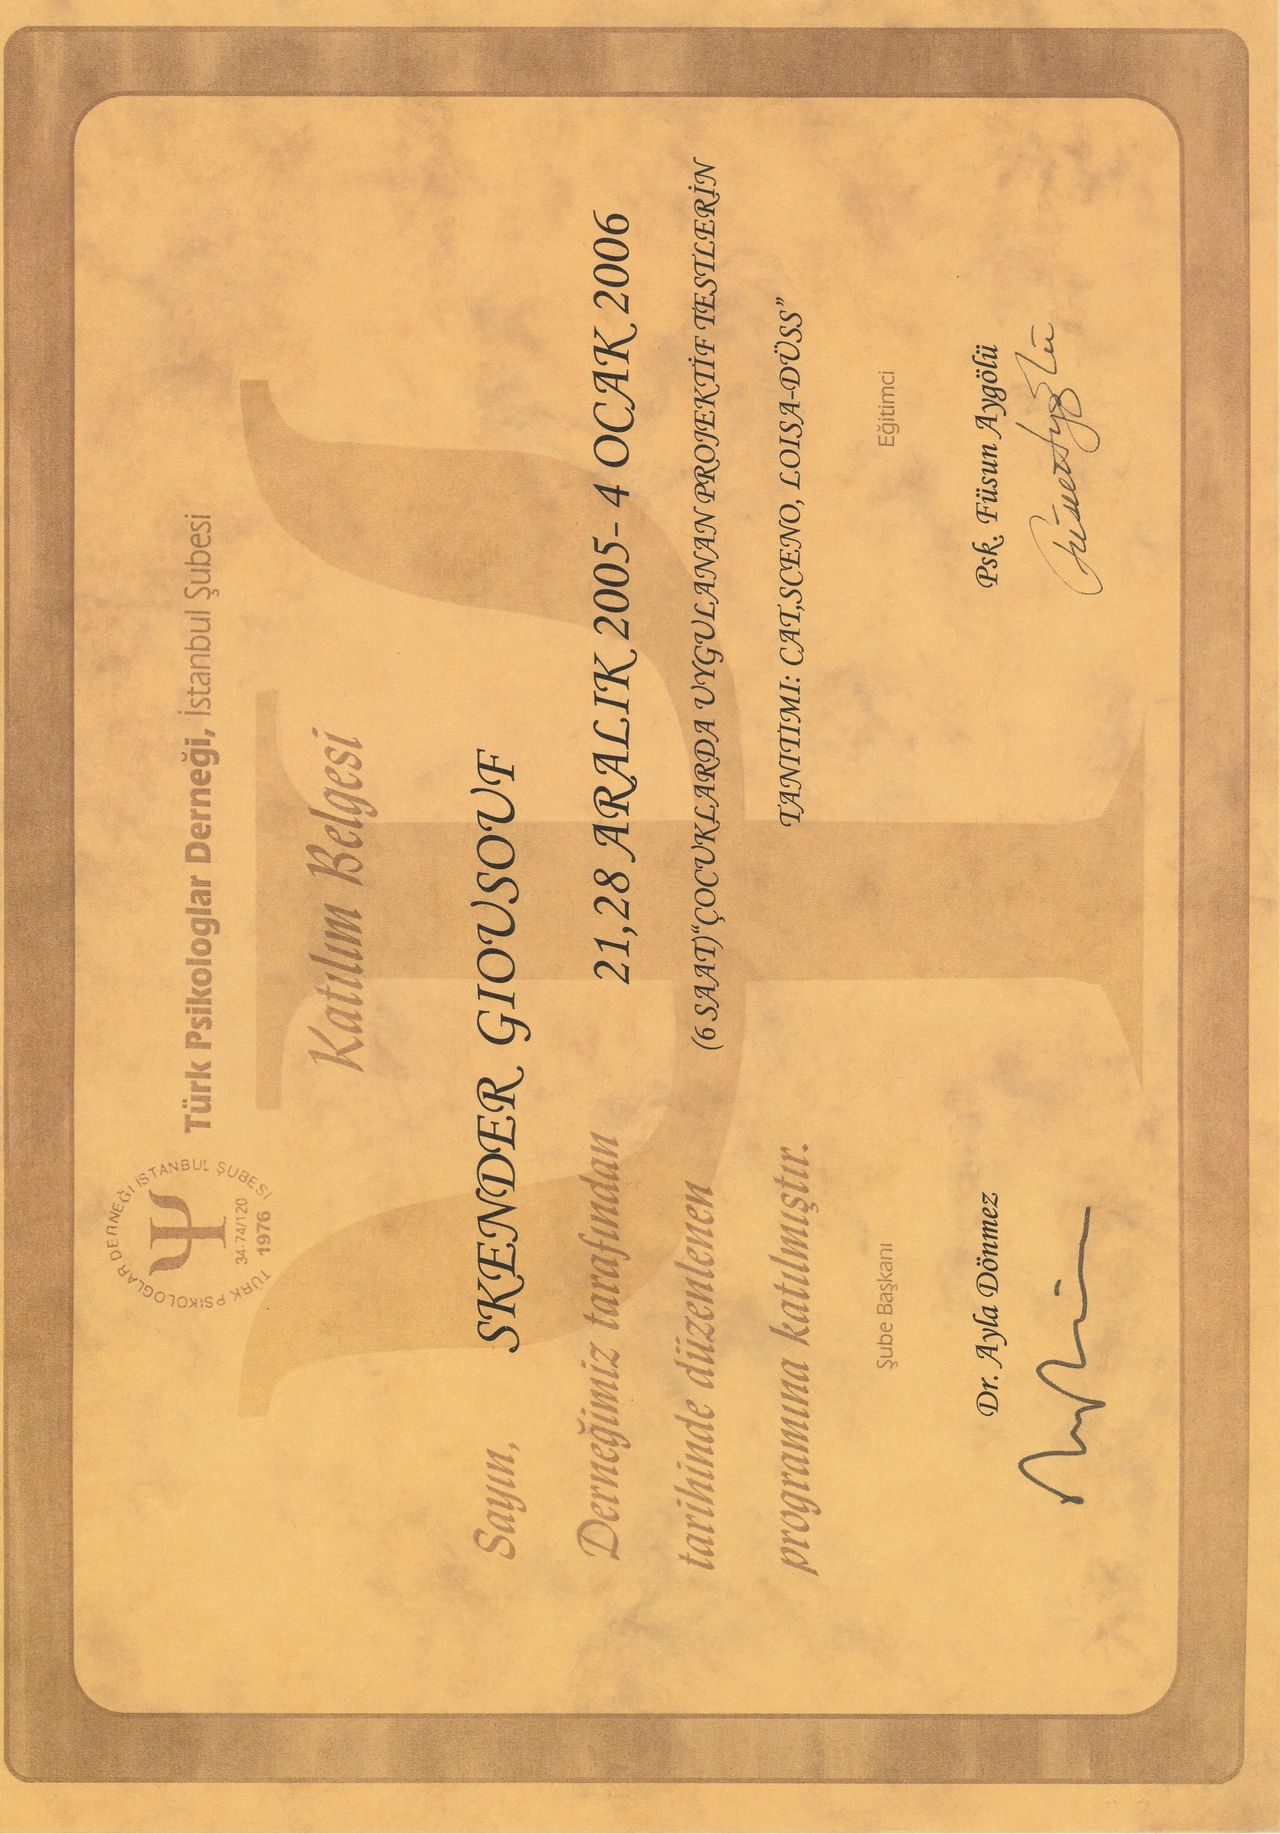 TÜRK PSİKOLOGLAR DERNEĞİ İSTANBUL ŞUBESİ
34-74/120
1976
Türk Psikologlar Derneği, İstanbul Şubesi
Katılım Belgesi
Sayın, SKENDER GIOUSOUF
Derneğimiz tarafından 21,28 ARALIK 2005- 4 OCAK 2006
tarihinde düzenlenen (6 SAAT)“ÇOCUKLARDA UYGULANAN PROJEKTİF TESTLERİN
programına katılmıştır. TANITIMI: CAT,SCENO, LOISA-DÜSS”
Şube Başkanı Eğitimci
Dr. Ayla Dönmez Psk. Füsun Aygölü